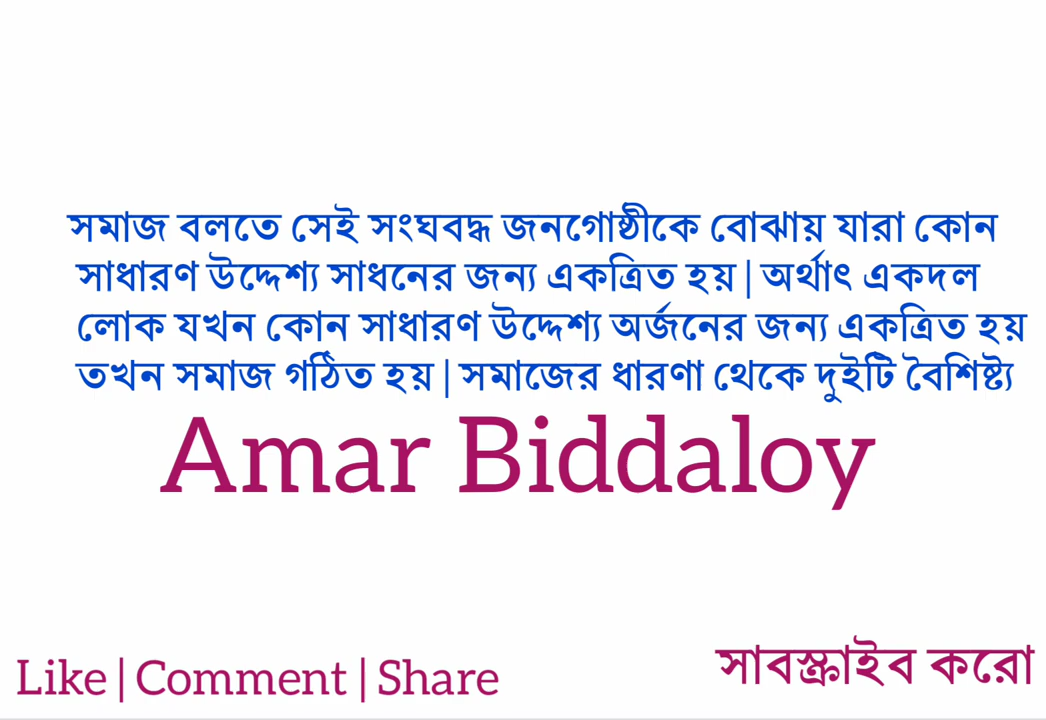 সমাজ বলতে সেই সংঘবদ্ধ জনগোষ্ঠীকে বোঝায় যারা কোন
সাধারণ উদ্দেশ্য সাধনের জন্য একত্রিত হয় | অর্থাৎ একদল
লোক যখন কোন সাধারণ উদ্দেশ্য অর্জনের জন্য একত্রিত হয়
তখন সমাজ গঠিত হয় | সমাজের ধারণা থেকে দুইটি বৈশিষ্ট্য
Amar Biddaloy
Like | Comment | Share
সাবস্ক্রাইব করো